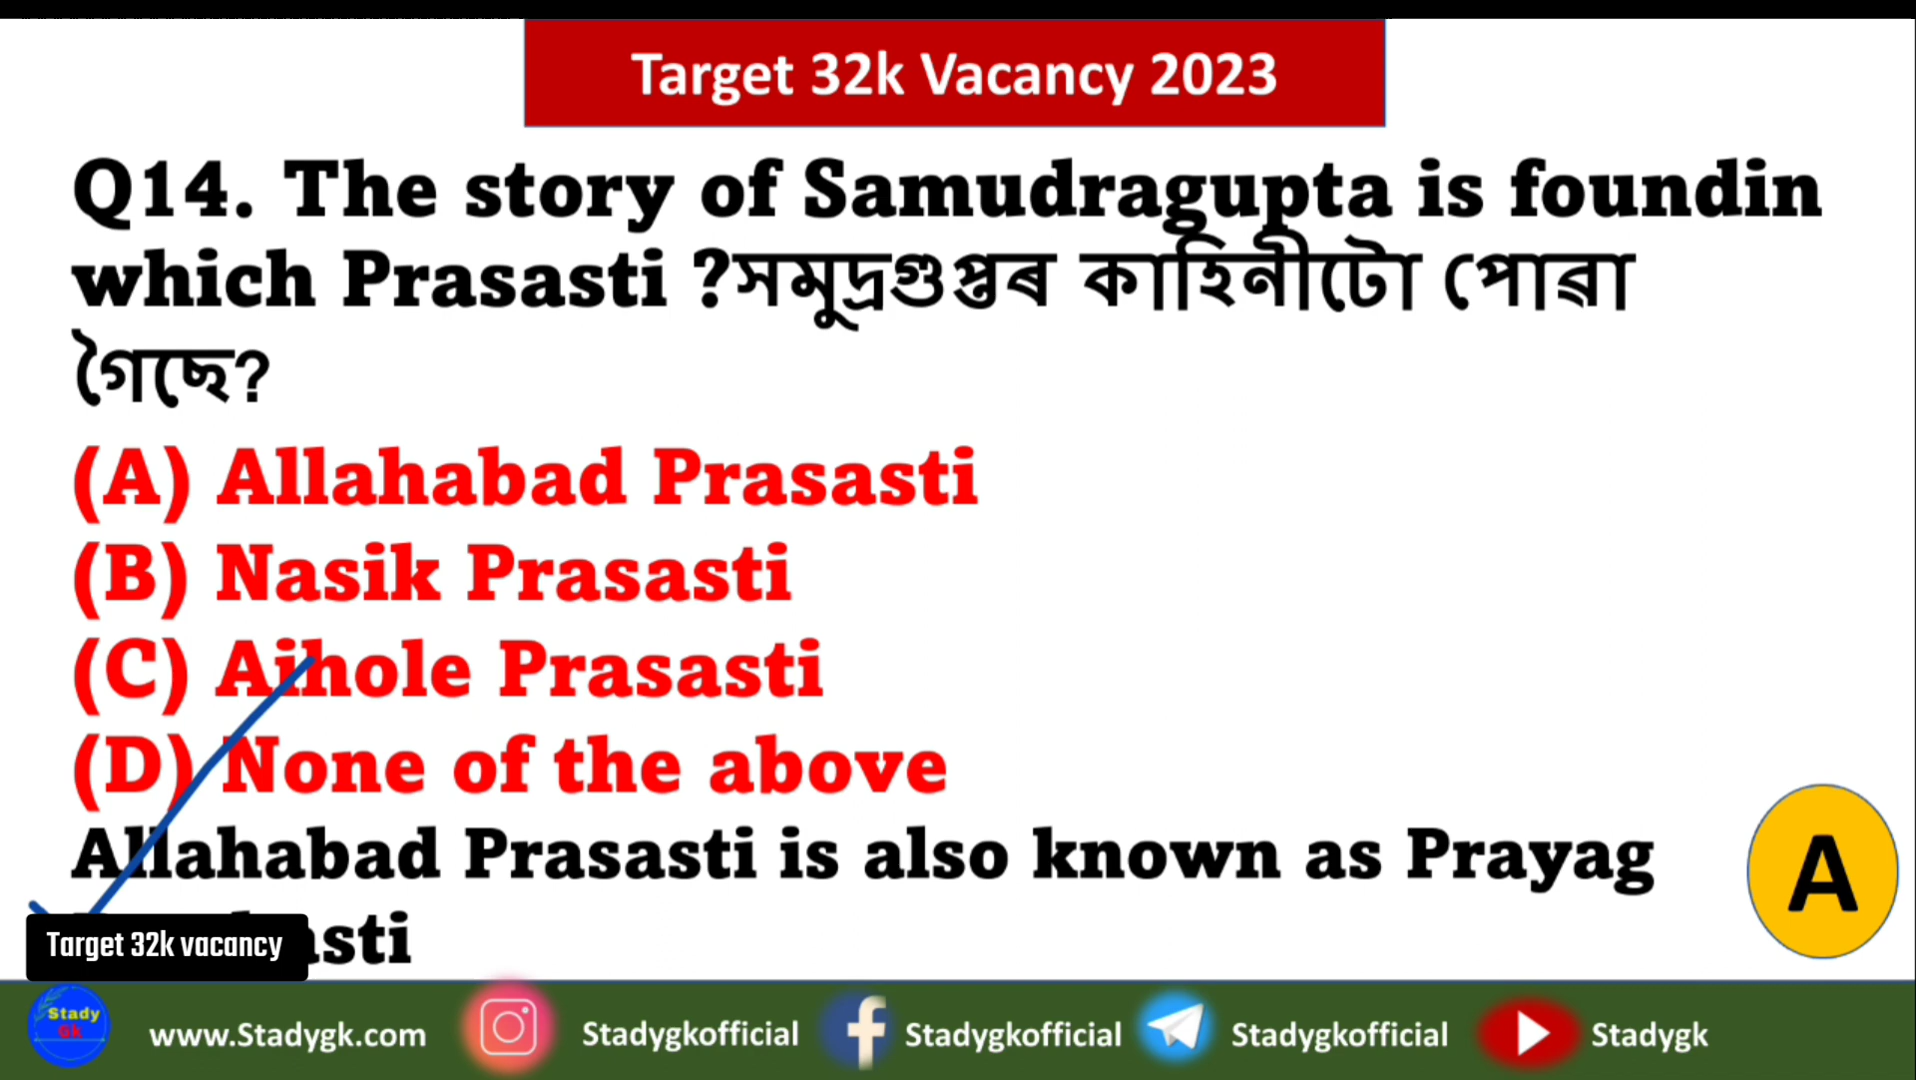 Target 32k Vacancy 2023
Q14. The story of Samudragupta is foundin
which Prasasti ?সমুদ্ৰগুপ্তৰ কাহিনীটো পোৱা
গৈছে?
(A) Allahabad Prasasti
(B) Nasik Prasasti
(C) Aihole Prasasti
(D) None of the above
Allahabad Prasasti is also known as Prayag
A
Target 32k vacancy
Stady Gk
www.Stadygk.com
Stadygkofficial
Stadygkofficial
Stadygkofficial
Stadygk